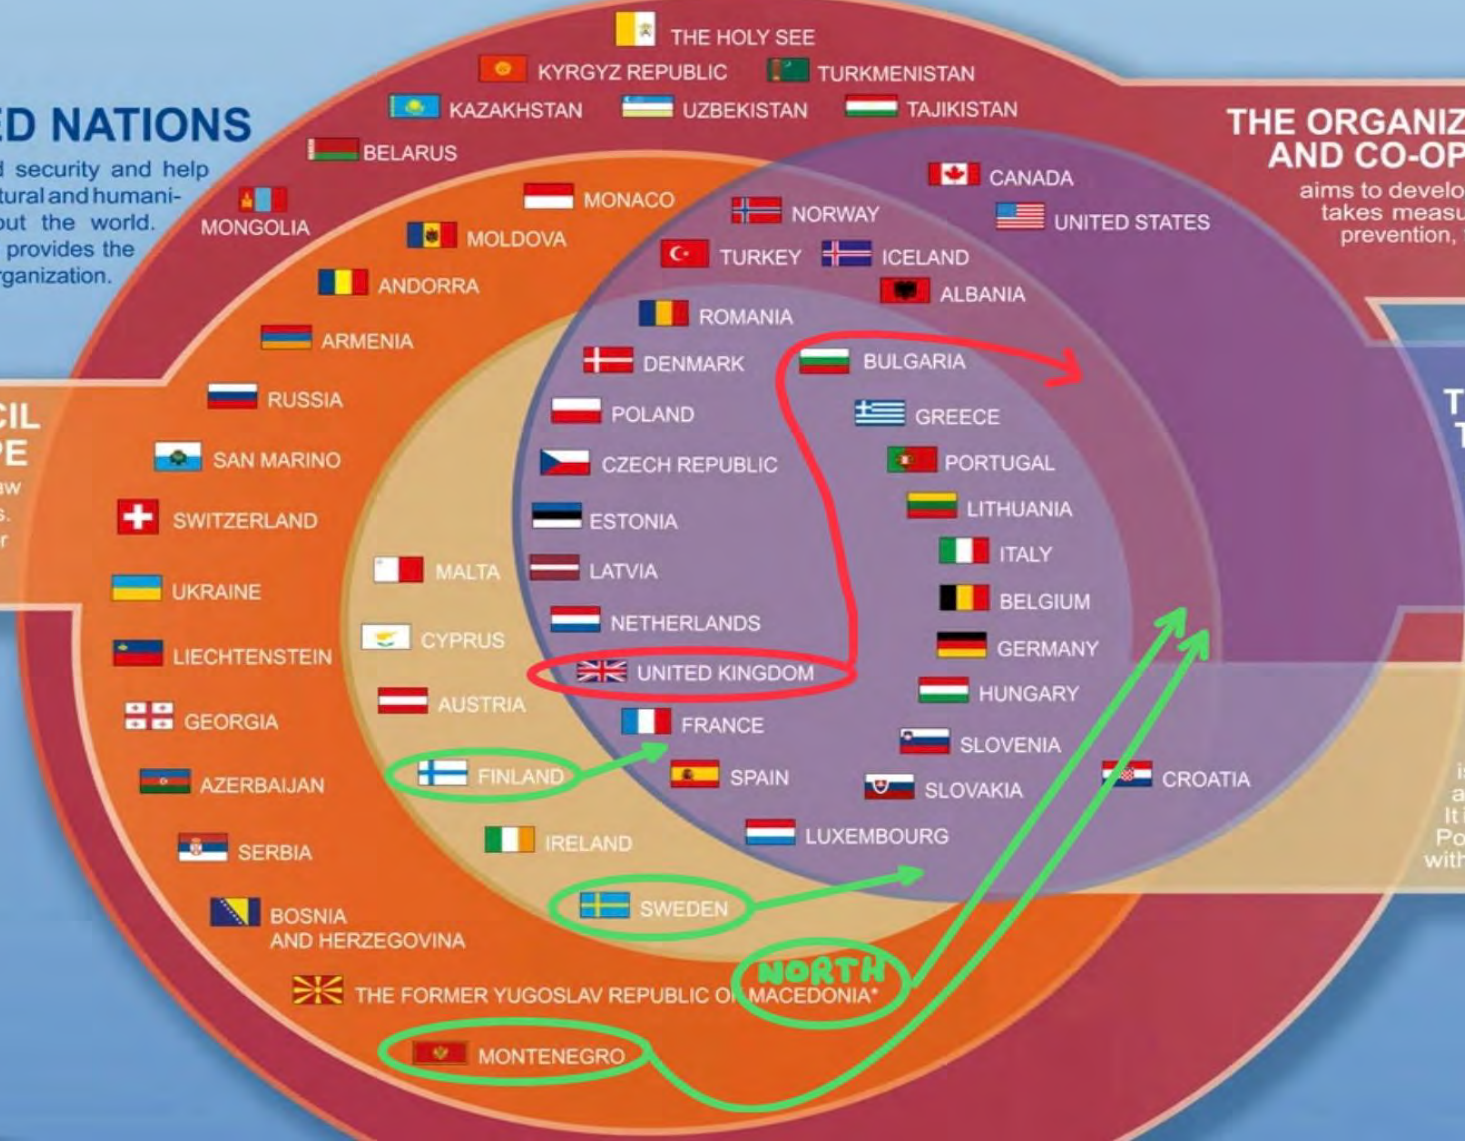 THE HOLY SEE
KYRGYZ REPUBLIC
TURKMENISTAN
KAZAKHSTAN
UZBEKISTAN
TAJIKISTAN
BELARUS
MONGOLIA
ED NATIONS
d security and help
tural and humani-
out the world.
provides the
rganization.
THE ORGANIZ
AND CO-OP
aims to develo
takes measu
prevention,
CANADA
UNITED STATES
MONACO
MOLDOVA
ANDORRA
ARMENIA
RUSSIA
SAN MARINO
SWITZERLAND
UKRAINE
LIECHTENSTEIN
GEORGIA
AZERBAIJAN
SERBIA
BOSNIA
AND HERZEGOVINA
THE FORMER YUGOSLAV REPUBLIC OF MACEDONIA*
NORTH
MONTENEGRO
CIL
PE
aw
s.
r
NORWAY
TURKEY
ICELAND
ALBANIA
ROMANIA
DENMARK
BULGARIA
POLAND
GREECE
CZECH REPUBLIC
PORTUGAL
ESTONIA
LITHUANIA
LATVIA
ITALY
NETHERLANDS
BELGIUM
UNITED KINGDOM
GERMANY
FRANCE
HUNGARY
SPAIN
SLOVENIA
SLOVAKIA
LUXEMBOURG
CROATIA
MALTA
CYPRUS
AUSTRIA
FINLAND
IRELAND
SWEDEN
T
T
is
a
It i
Po
with